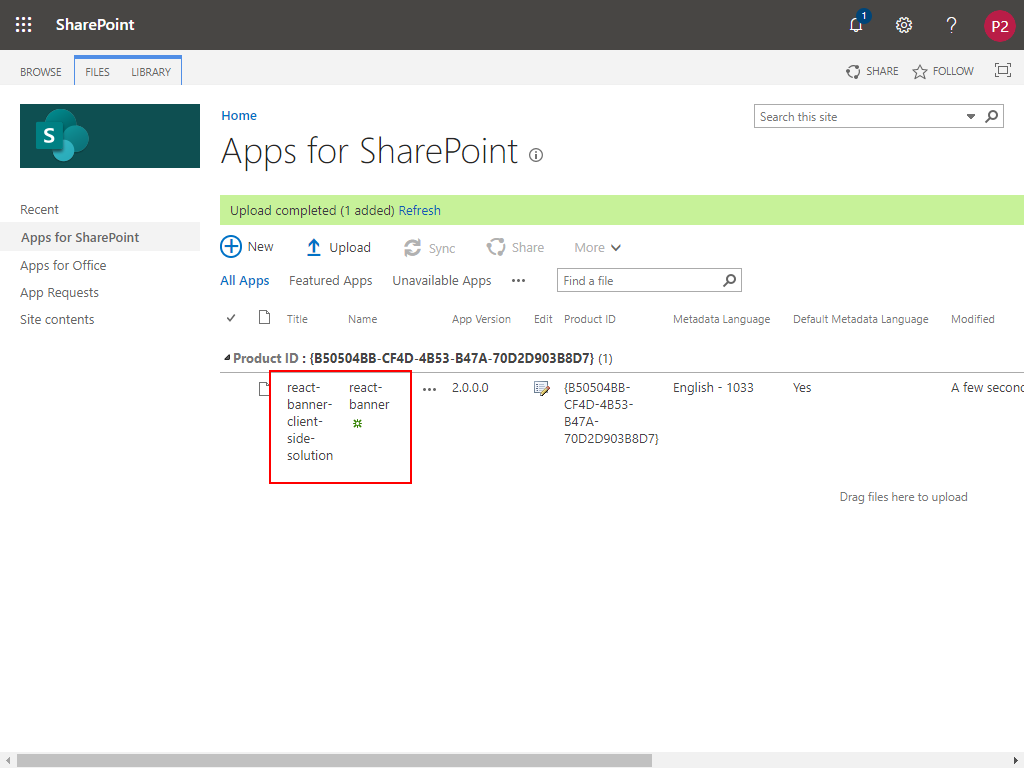 SharePoint
1
?
P2
BROWSE
FILES
LIBRARY
SHARE
FOLLOW
S
Home
Search this site
Apps for SharePoint
Recent
Apps for SharePoint
Apps for Office
App Requests
Site contents
Upload completed (1 added) Refresh
New
Upload
Sync
Share
More
All Apps
Featured Apps
Unavailable Apps
Find a file
Title
Name
App Version
Edit
Product ID
Metadata Language
Default Metadata Language
Modified
Product ID : {B50504BB-CF4D-4B53-B47A-70D2D903B8D7} (1)
react-
banner-
client-
side-
solution
react-
banner
2.0.0.0
{B50504BB-
CF4D-4B53-
B47A-
70D2D903B8D7}
English - 1033
Yes
A few secon
Drag files here to upload